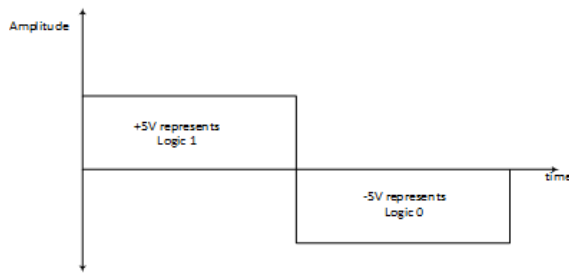 Amplitude
+5V represents
Logic 1
time
-5V represents
Logic 0